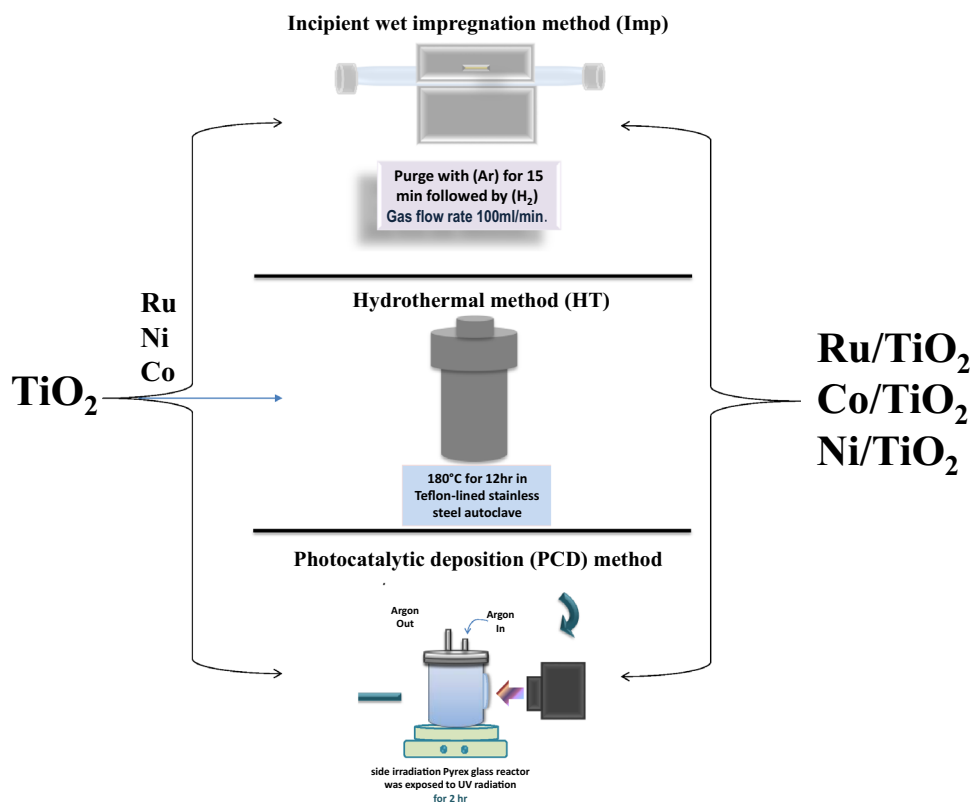 Incipient wet impregnation method (Imp)
Purge with (Ar) for 15
min followed by (H₂)
Gas flow rate 100ml/min.
Hydrothermal method (HT)
Ru
Ni
Co
TiO₂
180°C for 12hr in
Teflon-lined stainless
steel autoclave
Ru/TiO₂
Co/TiO₂
Ni/TiO₂
Photocatalytic deposition (PCD) method
Argon
Out
Argon
In
side irradiation Pyrex glass reactor
was exposed to UV radiation
for 2 hr